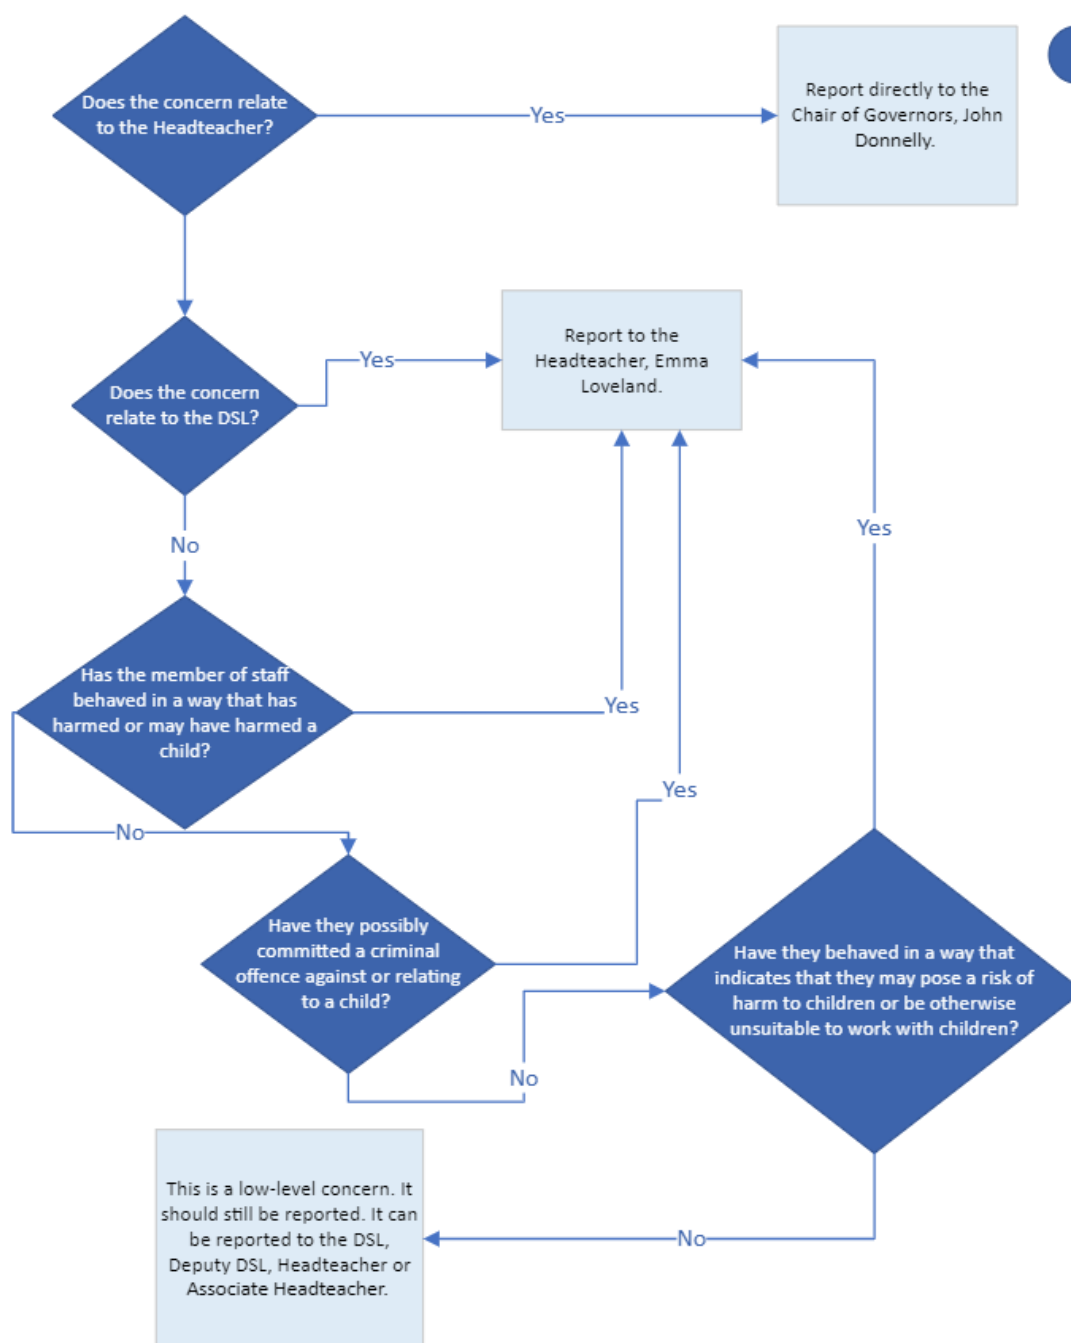 Does the concern relate
to the Headteacher?
Yes
Report directly to the
Chair of Governors, John
Donnelly.
Does the concern
relate to the DSL?
Yes
Report to the
Headteacher, Emma
Loveland.
Yes
No
Has the member of staff
behaved in a way that has
harmed or may have harmed a
child?
Yes
Yes
No
Have they possibly
committed a criminal
offence against or relating
to a child?
Have they behaved in a way that
indicates that they may pose a risk of
harm to children or be otherwise
unsuitable to work with children?
No
This is a low-level concern. It
should still be reported. It can
be reported to the DSL,
Deputy DSL, Headteacher or
Associate Headteacher.
No